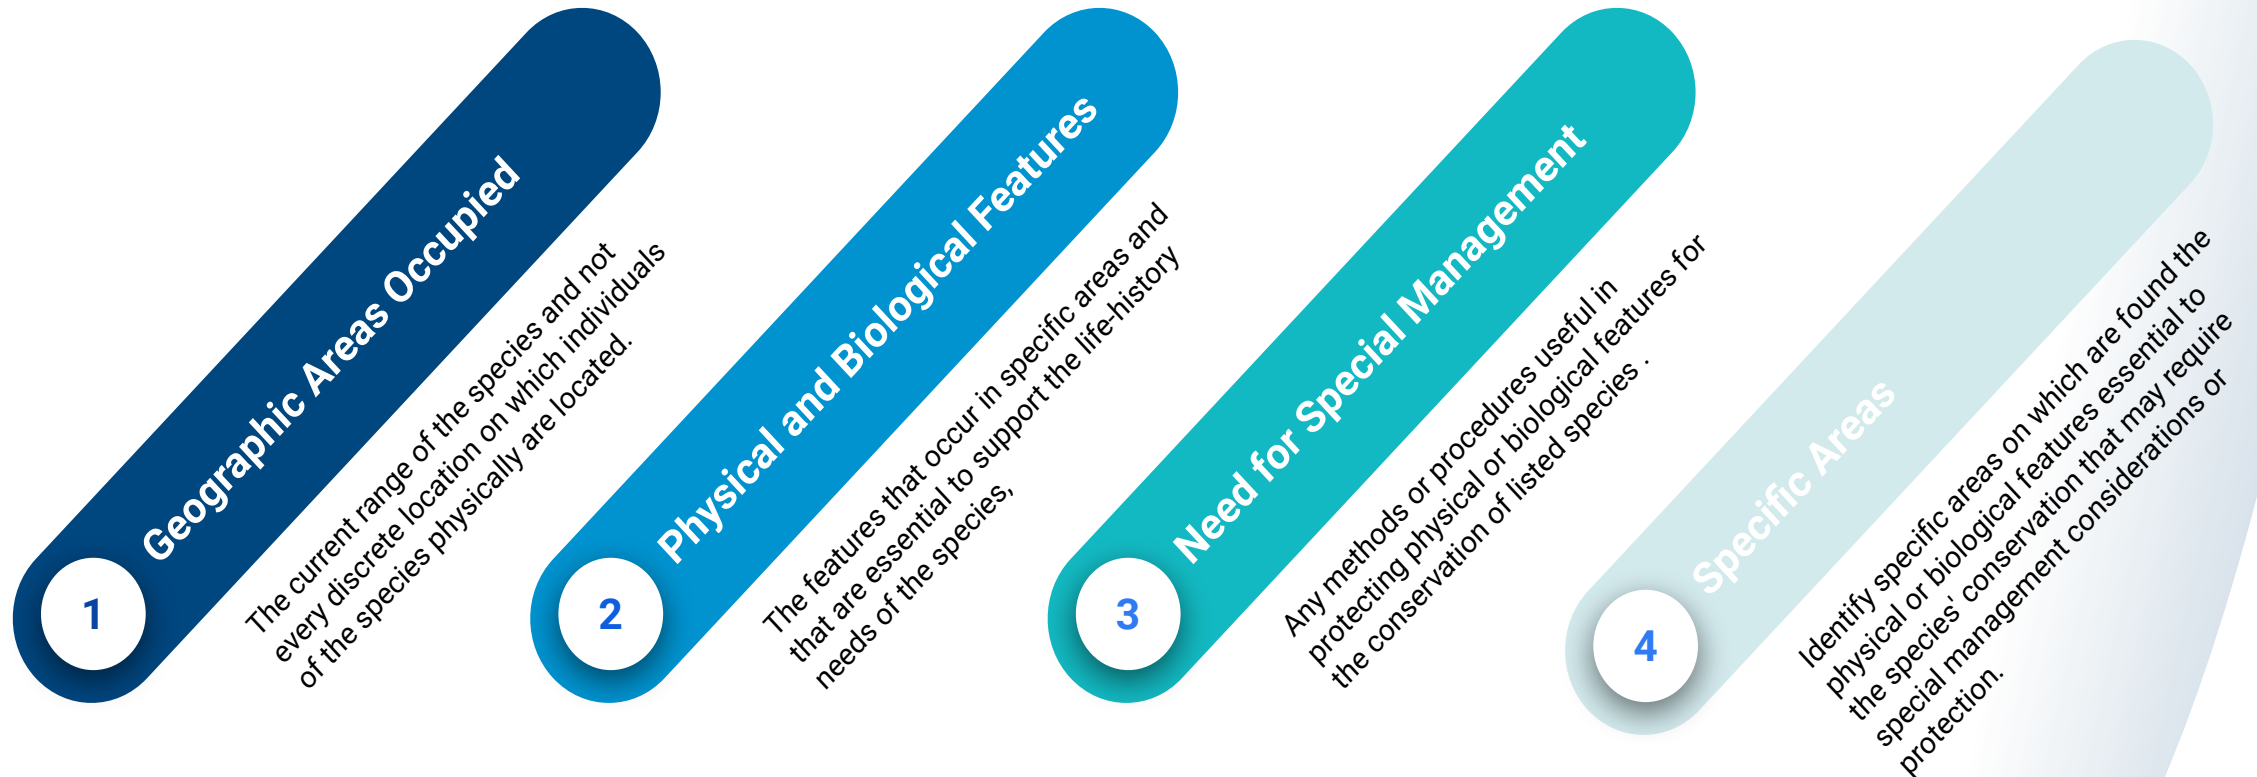 1
Geographic Areas Occupied
The current range of the species and not
every discrete location on which individuals
of the species physically are located.
2
Physical and Biological Features
The features that occur in specific areas and
that are essential to support the life-history
needs of the species,
3
Need for Special Management
Any methods or procedures useful in
protecting physical or biological features for
the conservation of listed species .
4
Specific Areas
Identify specific areas on which are found the
physical or biological features essential to
the species' conservation that may require
special management considerations or
protection.